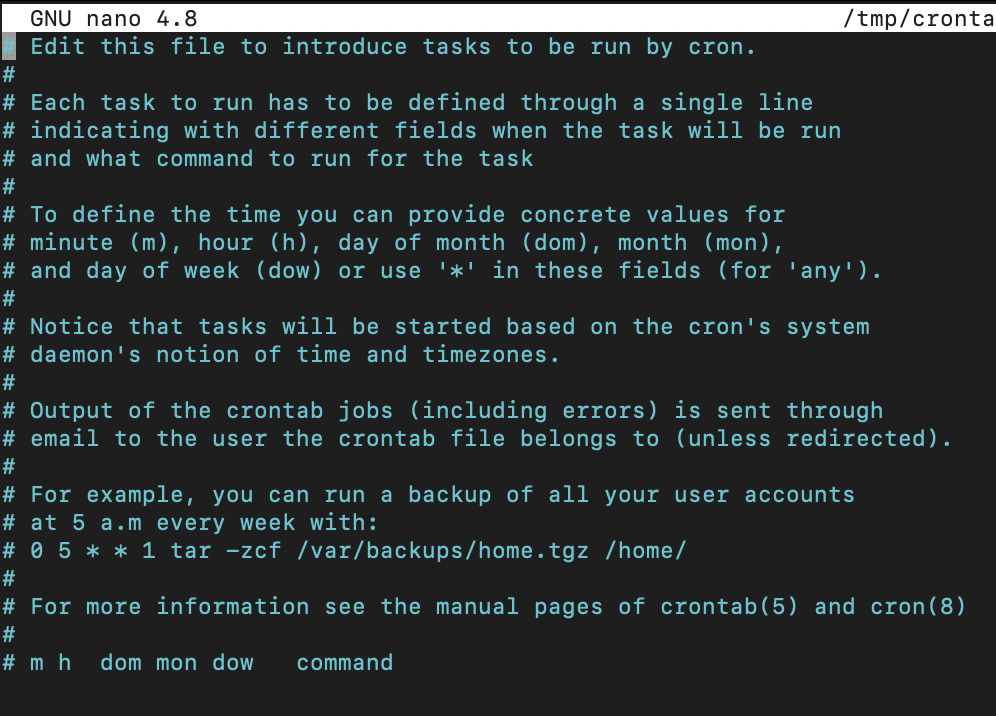 GNU nano 4.8 /tmp/cronta
# Edit this file to introduce tasks to be run by cron.
#
# Each task to run has to be defined through a single line
# indicating with different fields when the task will be run
# and what command to run for the task
#
# To define the time you can provide concrete values for
# minute (m), hour (h), day of month (dom), month (mon),
# and day of week (dow) or use '*' in these fields (for 'any').
#
# Notice that tasks will be started based on the cron's system
# daemon's notion of time and timezones.
#
# Output of the crontab jobs (including errors) is sent through
# email to the user the crontab file belongs to (unless redirected).
#
# For example, you can run a backup of all your user accounts
# at 5 a.m every week with:
# 0 5 * * 1 tar -zcf /var/backups/home.tgz /home/
#
# For more information see the manual pages of crontab(5) and cron(8)
#
# m h  dom mon dow   command